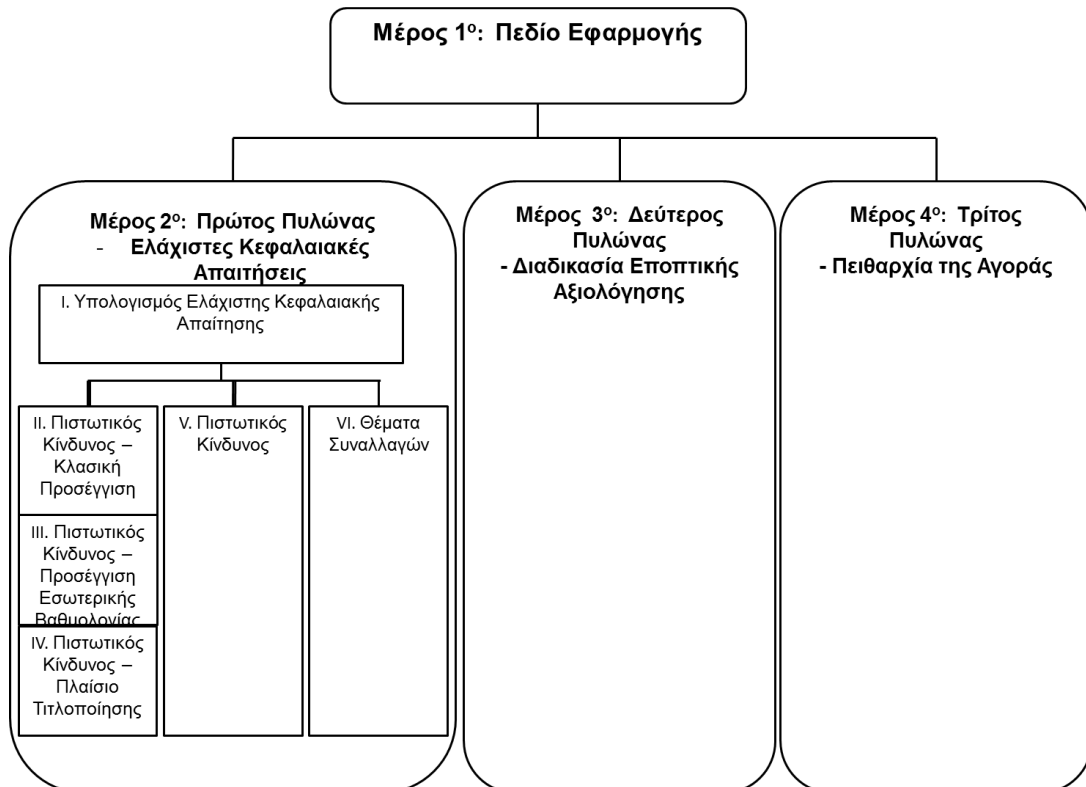 Μέρος 1ο: Πεδίο Εφαρμογής
Μέρος 2ο: Πρώτος Πυλώνας
- Ελάχιστες Κεφαλαιακές
Απαιτήσεις
I. Υπολογισμός Ελάχιστης Κεφαλαιακής
Απαίτησης
II. Πιστωτικός
Κίνδυνος –
Κλασική
Προσέγγιση
III. Πιστωτικός
Κίνδυνος –
Προσέγγιση
Εσωτερικής
Βαθμολογίας
IV. Πιστωτικός
Κίνδυνος –
Πλαίσιο
Τιτλοποίησης
V. Πιστωτικός
Κίνδυνος
VI. Θέματα
Συναλλαγών
Μέρος 3ο: Δεύτερος
Πυλώνας
- Διαδικασία Εποπτικής
Αξιολόγησης
Μέρος 4ο: Τρίτος
Πυλώνας
- Πειθαρχία της Αγοράς